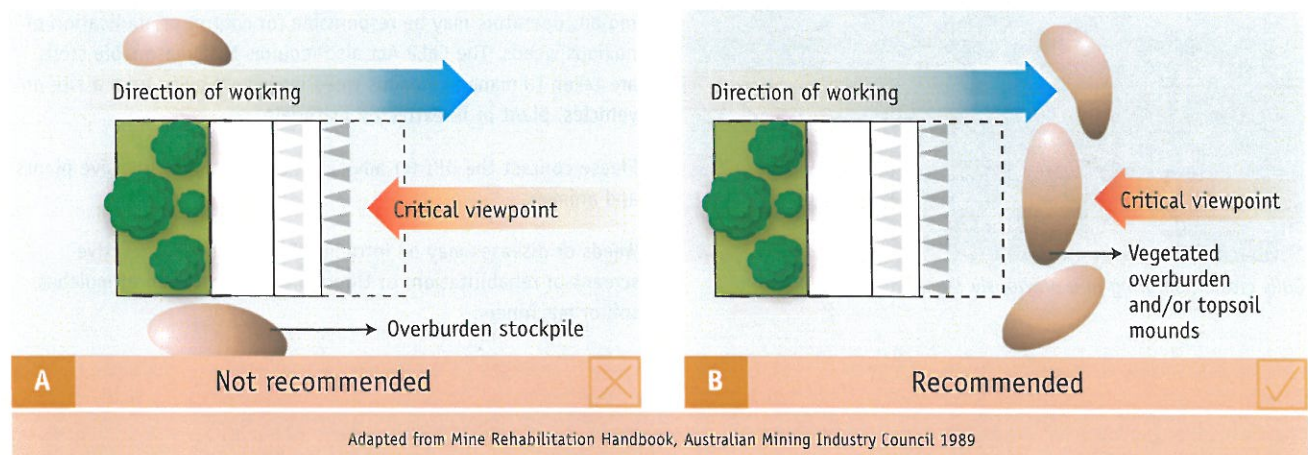 Direction of working
Critical viewpoint
Overburden stockpile
A
Not recommended
Direction of working
Critical viewpoint
Vegetated
overburden
and/or topsoil
mounds
B
Recommended
Adapted from Mine Rehabilitation Handbook, Australian Mining Industry Council 1989